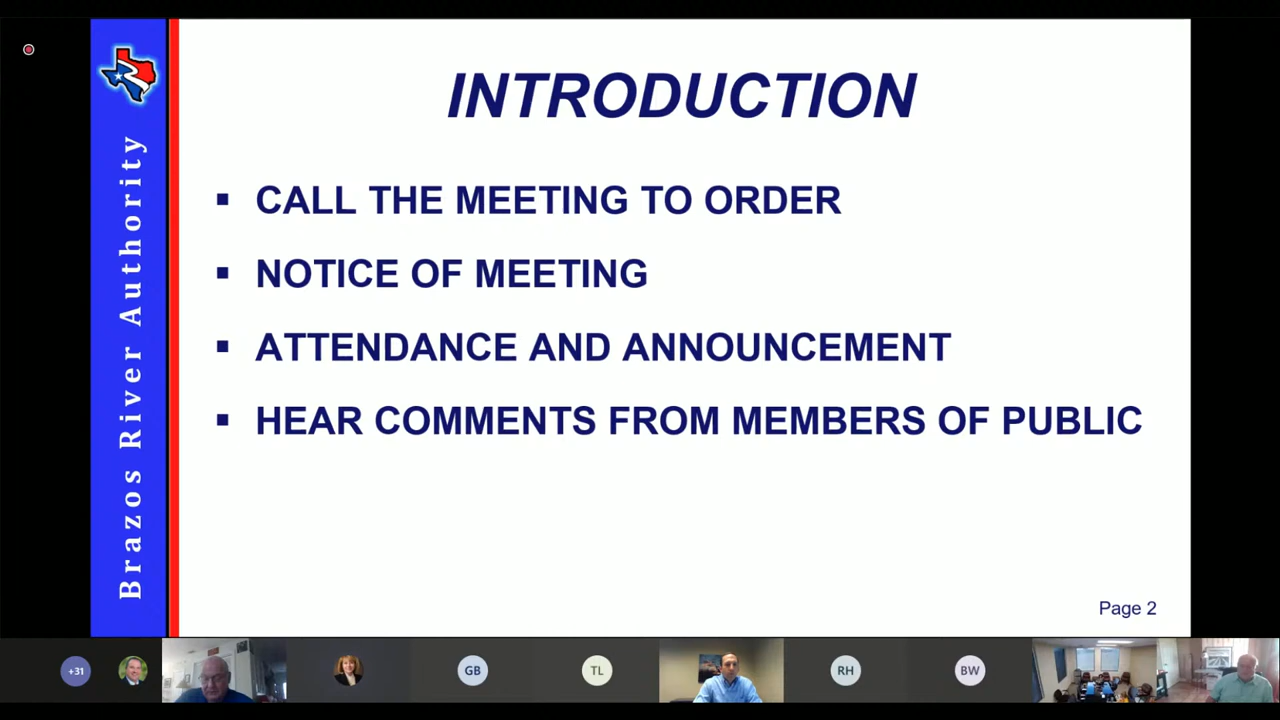 Brazos River Authority
INTRODUCTION
▪ CALL THE MEETING TO ORDER
▪ NOTICE OF MEETING
▪ ATTENDANCE AND ANNOUNCEMENT
▪ HEAR COMMENTS FROM MEMBERS OF PUBLIC
Page 2
+31 GB TL RH BW